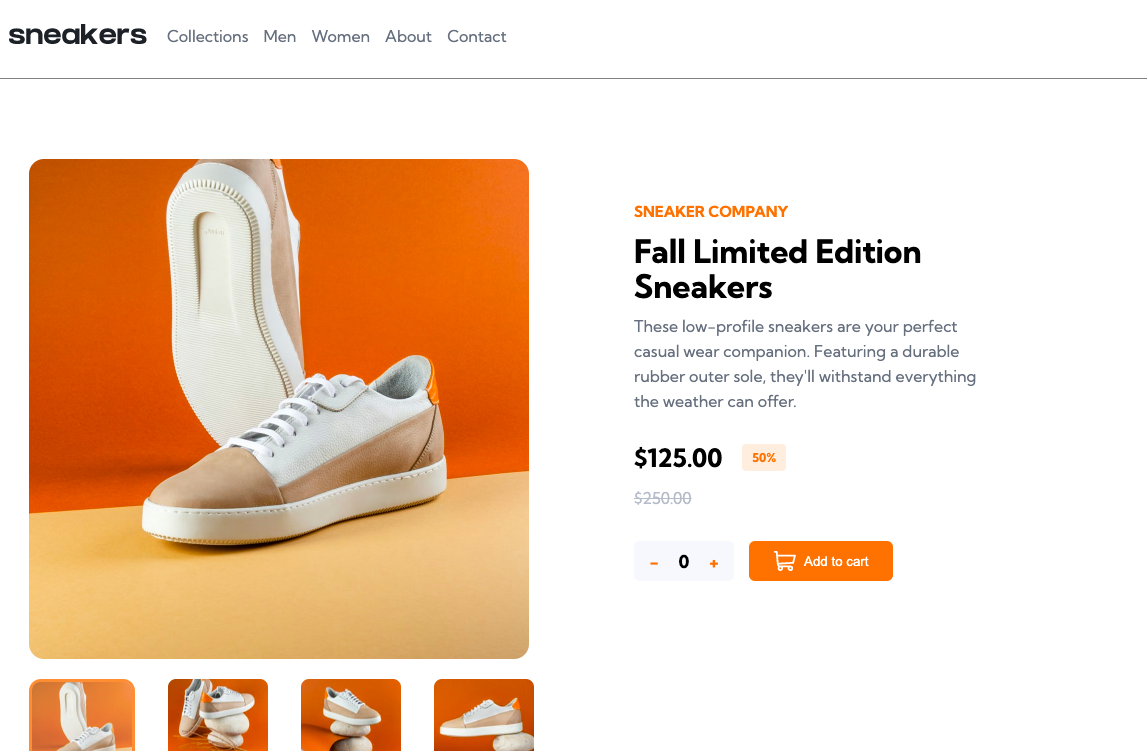 sneakers Collections Men Women About Contact
SNEAKER COMPANY
Fall Limited Edition
Sneakers
These low-profile sneakers are your perfect
casual wear companion. Featuring a durable
rubber outer sole, they'll withstand everything
the weather can offer.
$125.00 50%
$250.00
- 0 + Add to cart